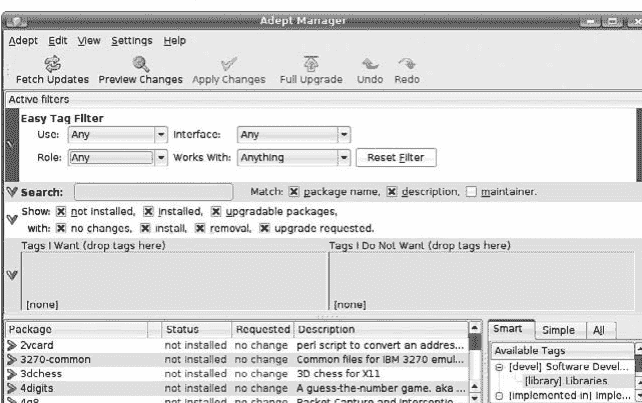 Adept Manager
Adept Edit View Settings Help
Fetch Updates Preview Changes Apply Changes Full Upgrade Undo Redo
Active filters
Easy Tag Filter
Use: Any Interface: Any
Role: Any Works With: Anything Reset Filter
Search: Match: package name, description, maintainer.
Show: not installed, installed, upgradable packages,
with: no changes, install, removal, upgrade requested.
Tags I Want (drop tags here) Tags I Do Not Want (drop tags here)
[none] [none]
Package Status Requested Description Smart Simple All
2vcard not installed no change perl script to convert an addres... Available Tags
3270-common not installed no change Common files for IBM 3270 emul... [devel] Software Devel...
3dchess not installed no change 3D chess for X11 [library] Libraries
4digits not installed no change A guess-the-number game. aka ... [implemented in] Imple...
4g8 not installed no change Packet Capture and Interceptio...